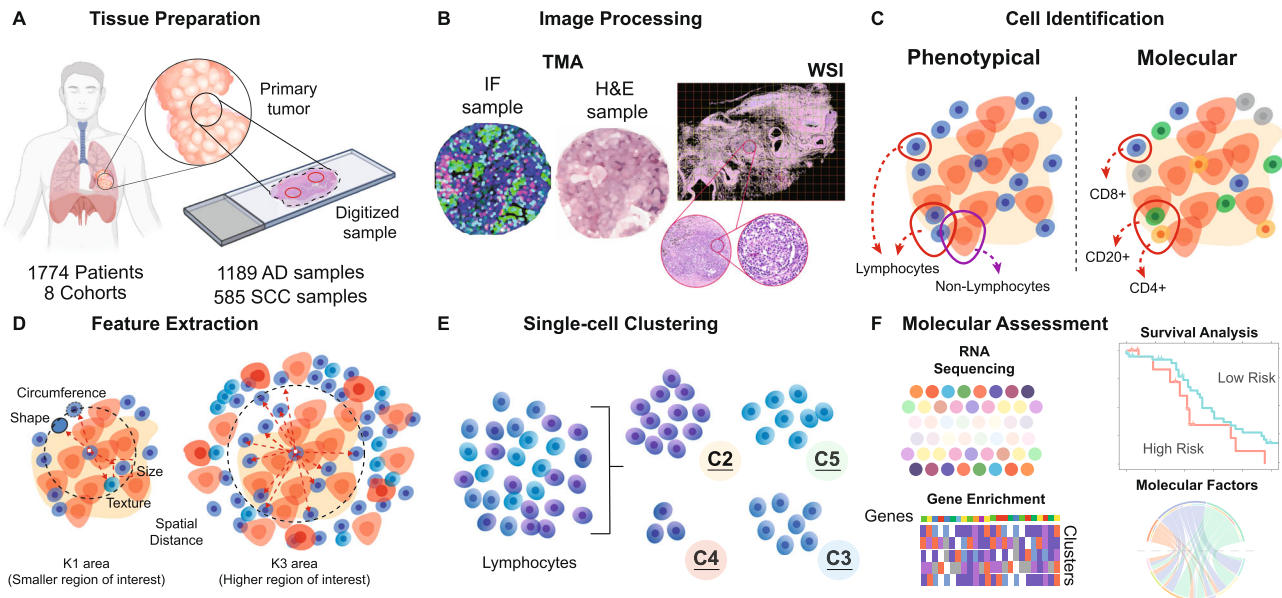 A Tissue Preparation
Primary
tumor
Digitized
sample
1774 Patients
8 Cohorts
1189 AD samples
585 SCC samples
B Image Processing
TMA
IF
sample
H&E
sample
WSI
C Cell Identification
Phenotypical
Molecular
Lymphocytes
Non-Lymphocytes
CD8+
CD20+
CD4+
D Feature Extraction
Circumference
Shape
Size
Texture
Spatial
Distance
K1 area
(Smaller region of interest)
K3 area
(Higher region of interest)
E Single-cell Clustering
Lymphocytes
C2
C5
C4
C3
F Molecular Assessment
RNA
Sequencing
Survival Analysis
Low Risk
High Risk
Gene Enrichment
Genes
Clusters
Molecular Factors